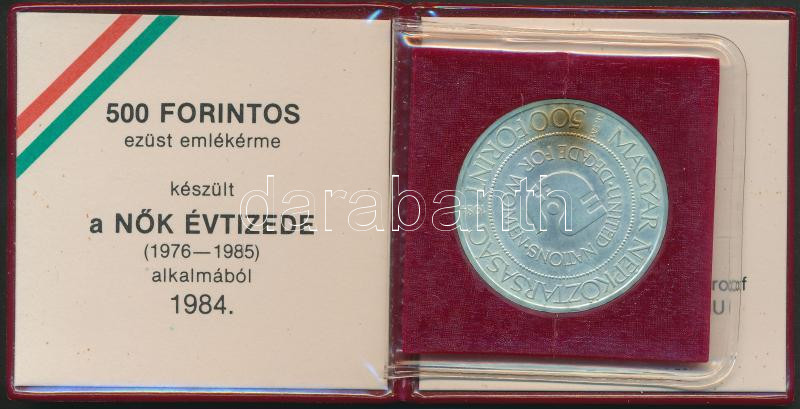 500 FORINTOS
ezüst emlékérme
készült
a NŐK ÉVTIZEDE
(1976—1985)
alkalmából
1984.
darabanth
MAGYAR NÉPKÖZTÁRSASÁG
500 FORINT
UNITED NATIONS
DECADE FOR WOMEN